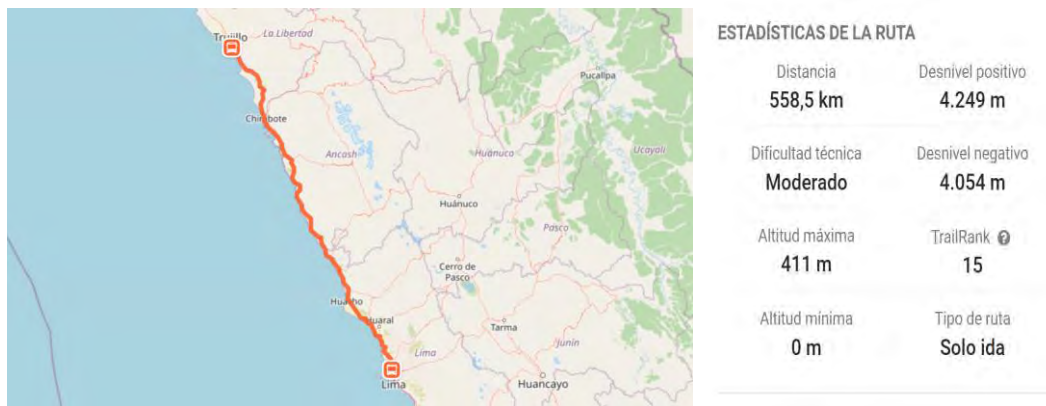 Trujillo
La Libertad
Pucallpa
Chimbote
Ancash
Huánuco
Ucayali
Huánuco
Pasco
Cerro de
Pasco
Huacho
Huaral
Tarma
Lima
Junín
Lima
Huancayo
ESTADÍSTICAS DE LA RUTA
Distancia
Desnivel positivo
558,5 km
4.249 m
Dificultad técnica
Desnivel negativo
Moderado
4.054 m
Altitud máxima
TrailRank
411 m
15
Altitud mínima
Tipo de ruta
0 m
Solo ida